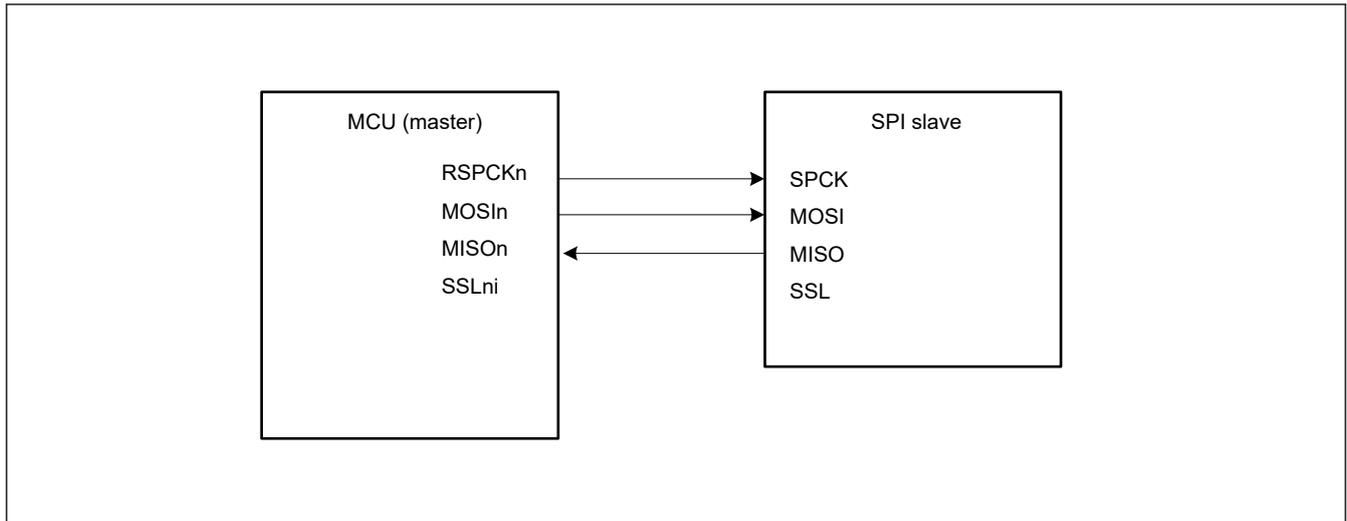 MCU (master)
RSPCKn
MOSIn
MISOn
SSLni
SPI slave
SPCK
MOSI
MISO
SSL